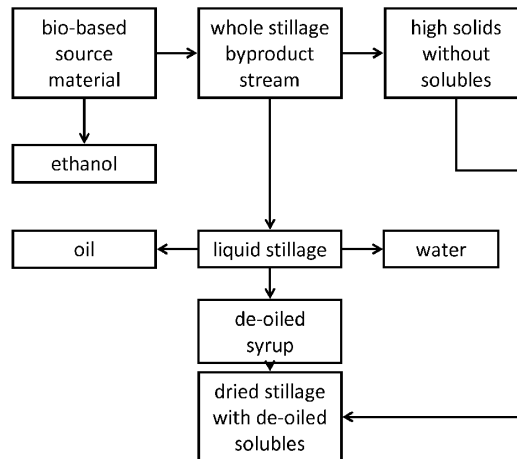 bio-based
source
material
whole stillage
byproduct
stream
high solids
without
solubles
ethanol
oil
liquid stillage
water
de-oiled
syrup
dried stillage
with de-oiled
solubles